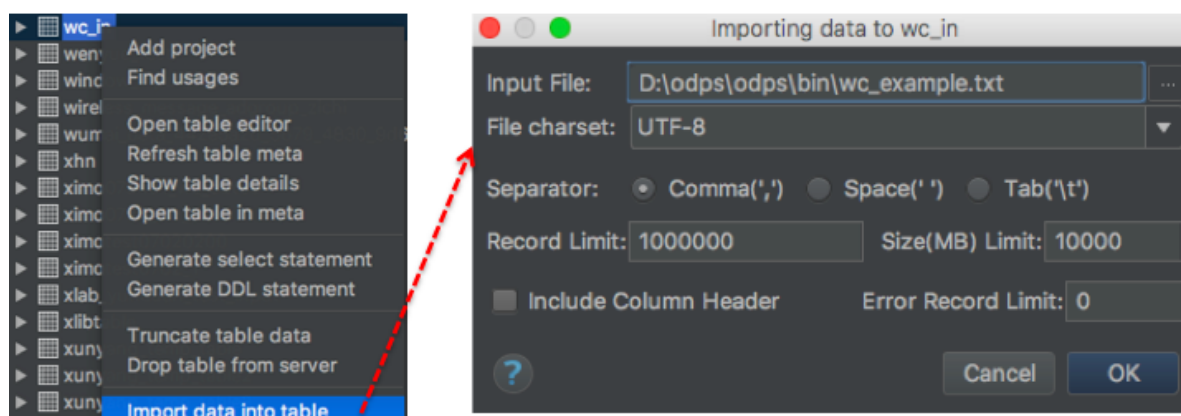 wc_in
Add project
Find usages
Open table editor
Refresh table meta
xhn
Show table details
Open table in meta
Generate select statement
Generate DDL statement
Truncate table data
Drop table from server
Import data into table
Importing data to wc_in
Input File: D:\odps\odps\bin\wc_example.txt ...
File charset: UTF-8
Separator: Comma(',') Space(' ') Tab('\t')
Record Limit: 1000000 Size(MB) Limit: 10000
Include Column Header Error Record Limit: 0
? Cancel OK